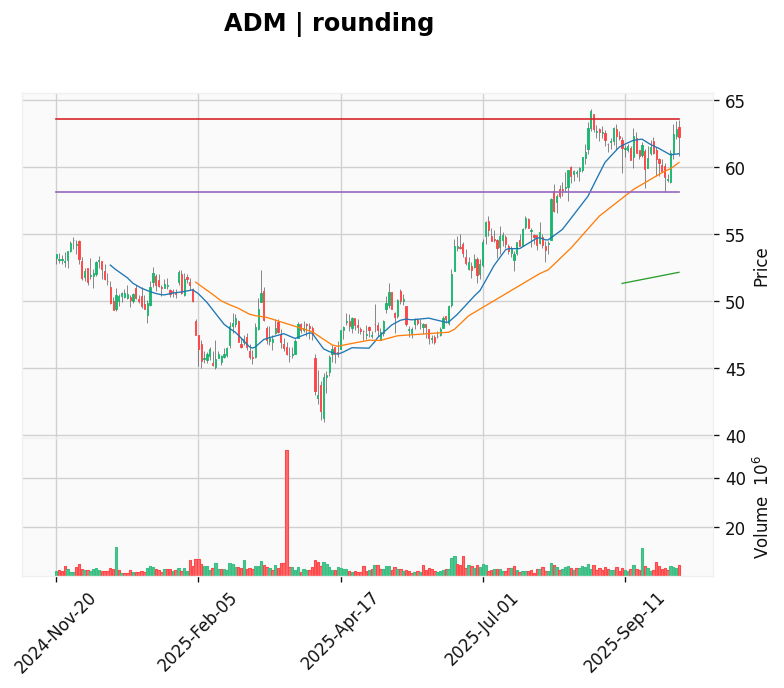 ADM | rounding
65
60
55
50
45
40
Price
40
20
Volume 10^6
2024-Nov-20
2025-Feb-05
2025-Apr-17
2025-Jul-01
2025-Sep-11